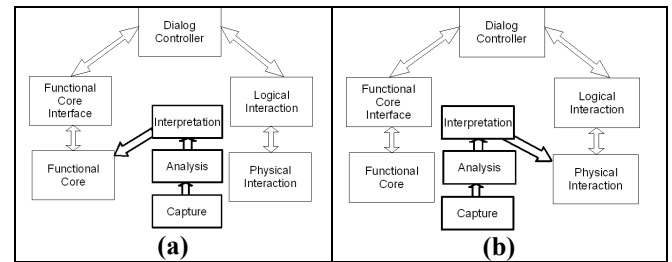 Dialog
Controller
Functional
Core
Interface
Logical
Interaction
Interpretation
Functional
Core
Analysis
Physical
Interaction
Capture
(a)
Dialog
Controller
Functional
Core
Interface
Logical
Interaction
Interpretation
Functional
Core
Analysis
Physical
Interaction
Capture
(b)